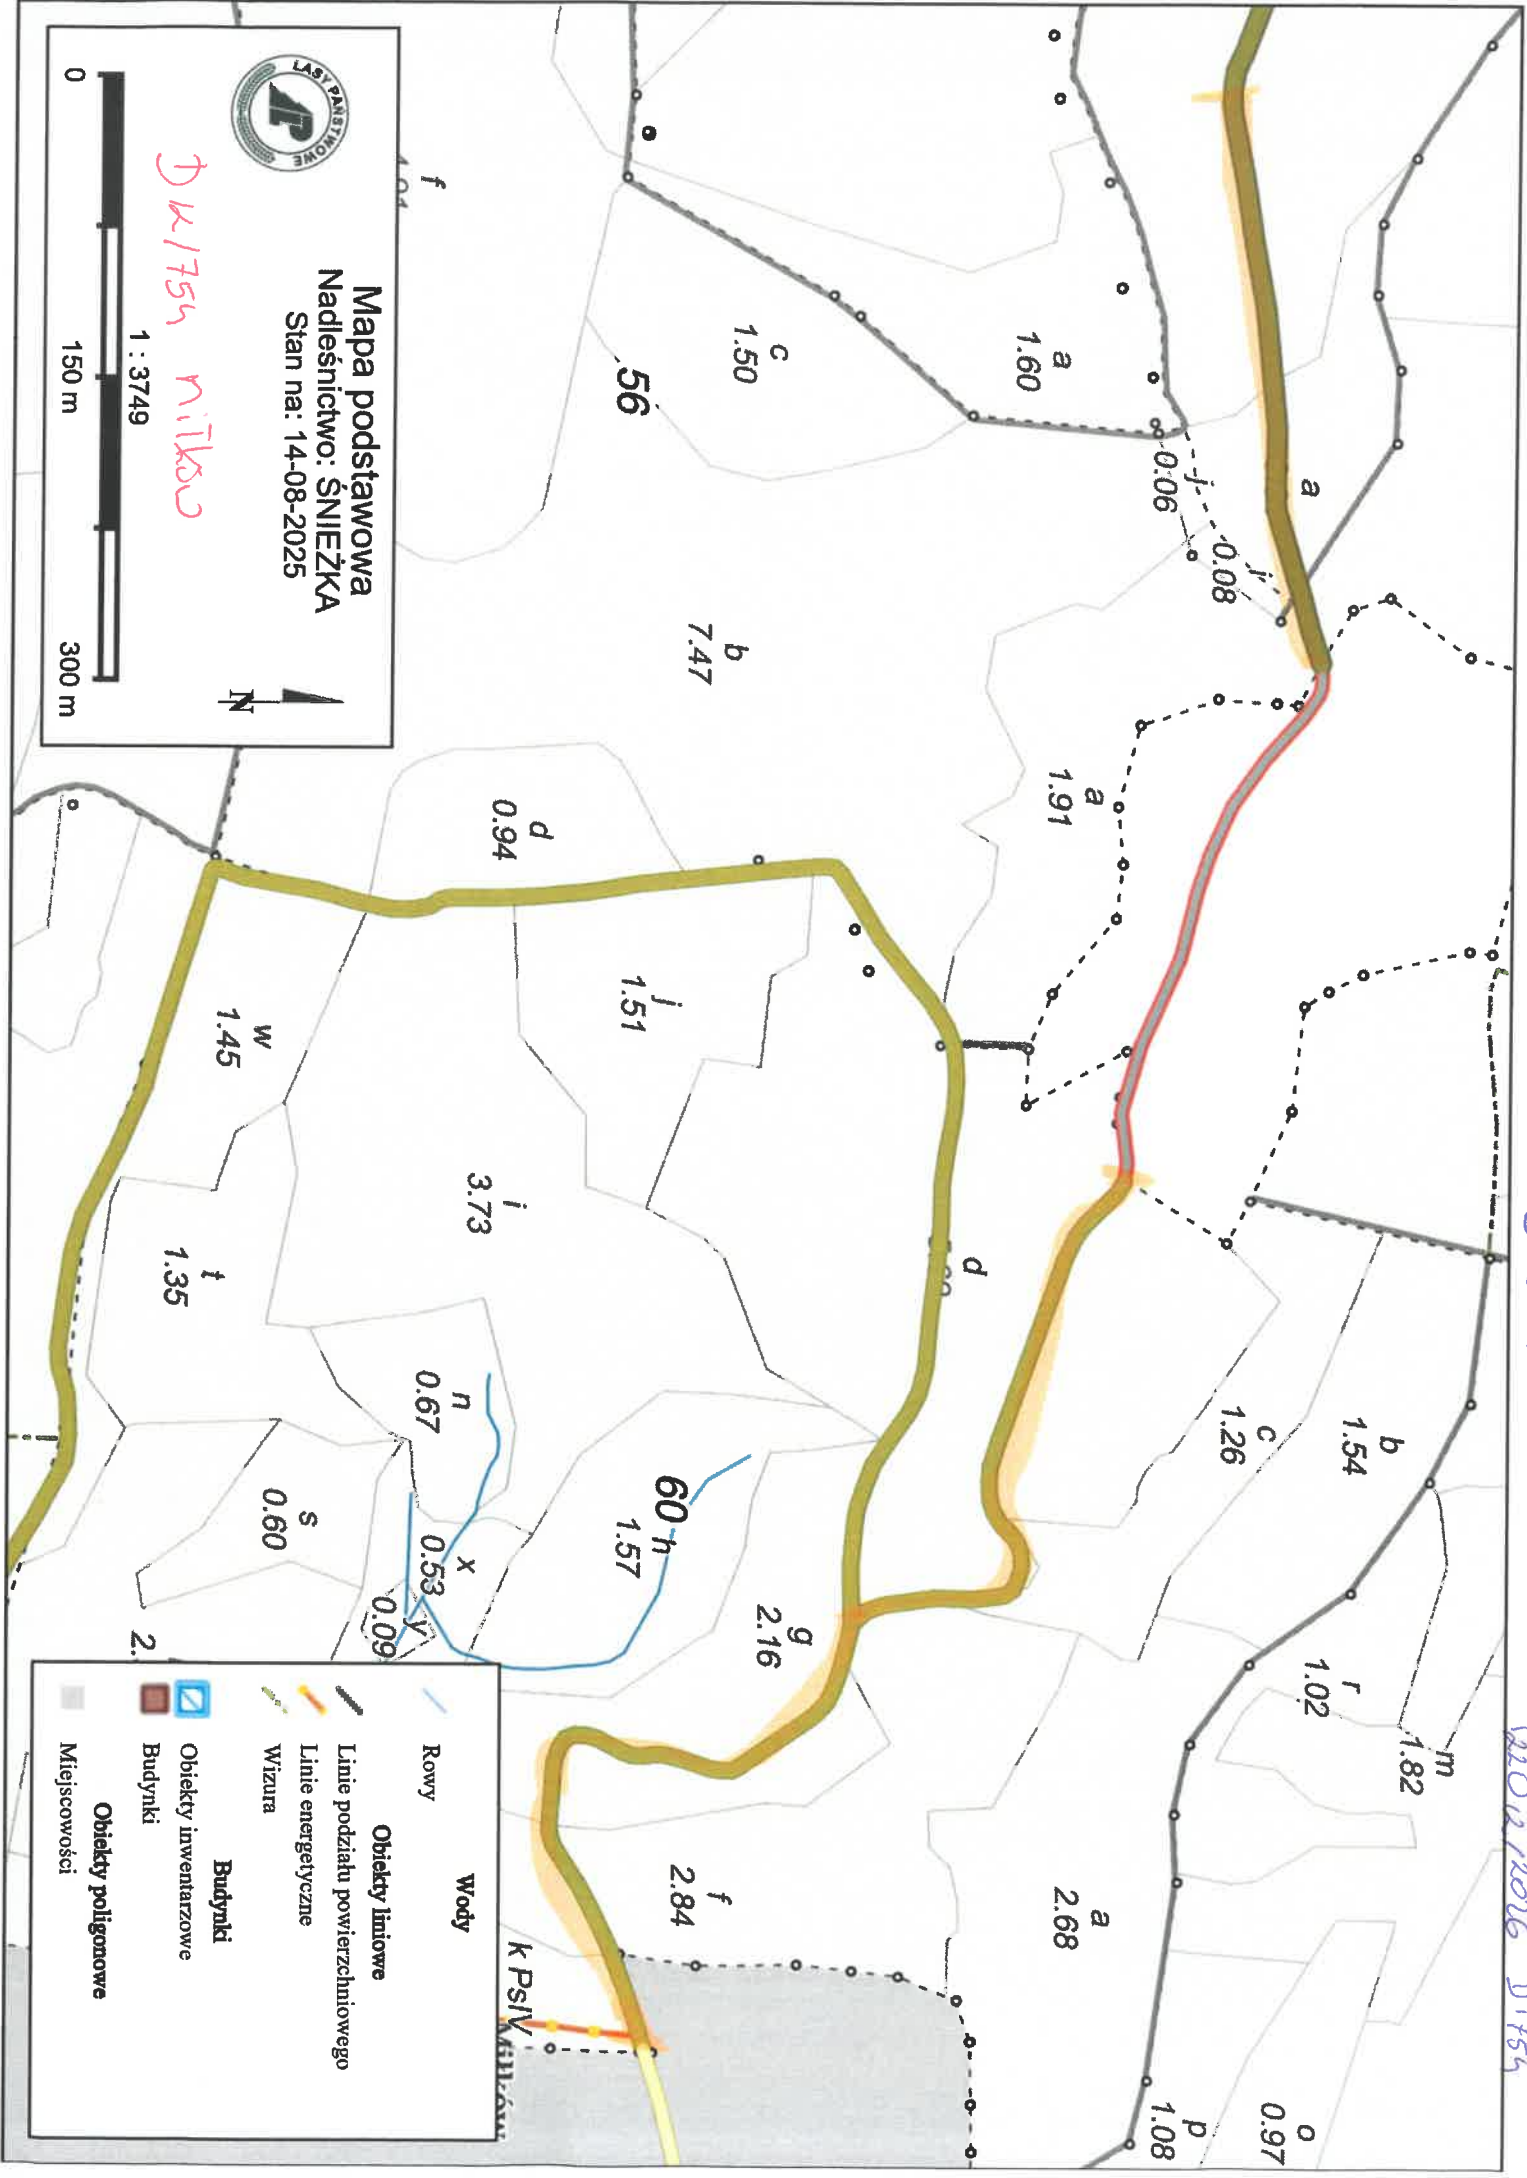 Mapa podstawowa
Nadleśnictwo: ŚNIEŻKA
Stan na: 14-08-2025
LASY PAŃSTWOWE
N
1 : 3749
0
150 m
300 m
f
56
c
1.50
a
1.60
j
0.06
j
0.08
a
b
7.47
a
1.91
d
0.94
j
1.51
w
1.45
i
3.73
t
1.35
d
n
0.67
s
0.60
x
0.53
y
0.09
60
h
1.57
g
2.16
c
1.26
b
1.54
r
1.02
m
1.82
f
2.84
a
2.68
k PsIV
Miłków
p
1.08
o
0.97
2.
Wody
Rowy
Obiekty liniowe
Linie podziału powierzchniowego
Linie energetyczne
Wizura
Budynki
Obiekty inwentarzowe
Budynki
Obiekty poligonowe
Miejscowości